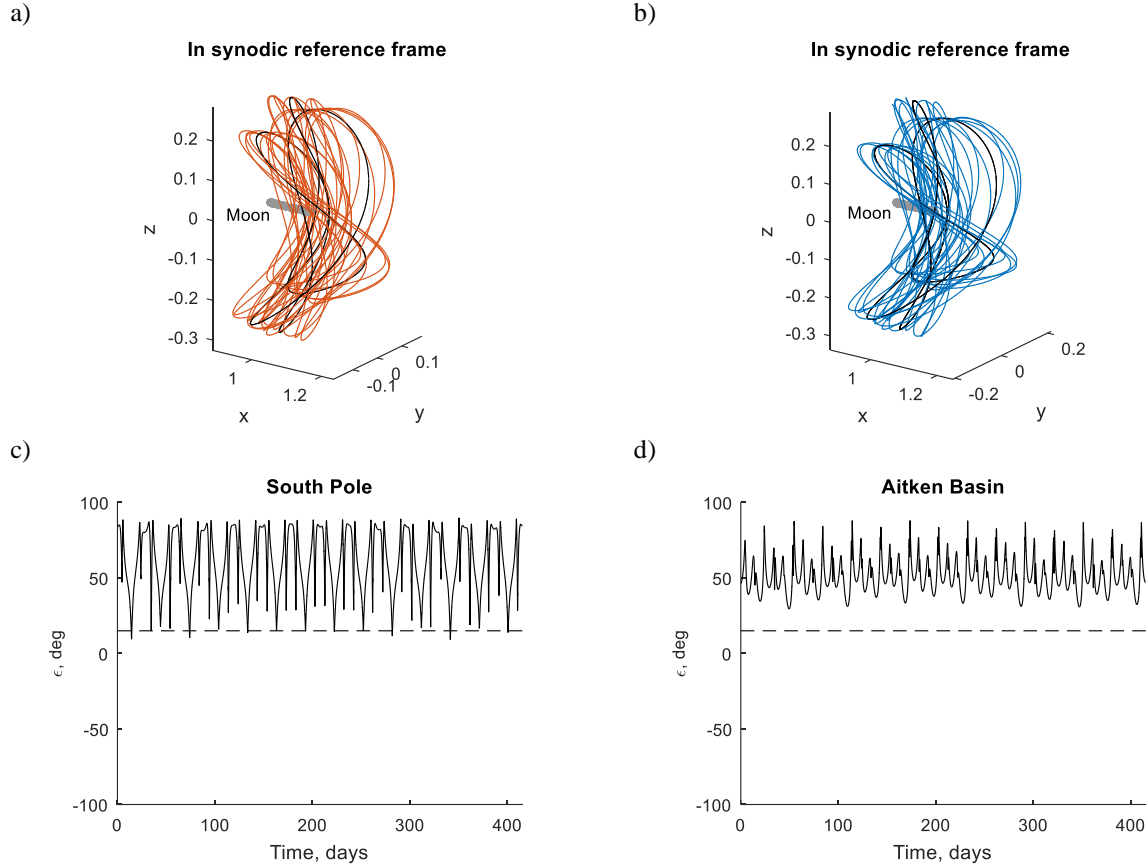 a)
In synodic reference frame
0.2
0.1
0
-0.1
-0.2
-0.3
z
Moon
1
1.2
x
-0.1
0
0.1
y
b)
In synodic reference frame
0.2
0.1
0
-0.1
-0.2
-0.3
z
Moon
1
1.2
x
-0.2
0
0.2
y
c)
South Pole
100
50
0
-50
-100
ϵ, deg
0
100
200
300
400
Time, days
d)
Aitken Basin
100
50
0
-50
-100
ϵ, deg
0
100
200
300
400
Time, days